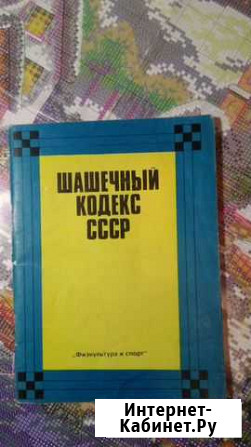 ШАШЕЧНЫЙ
КОДЕКС
СССР
„Физкультура и спорт"
Интернет-
Кабинет.Ру